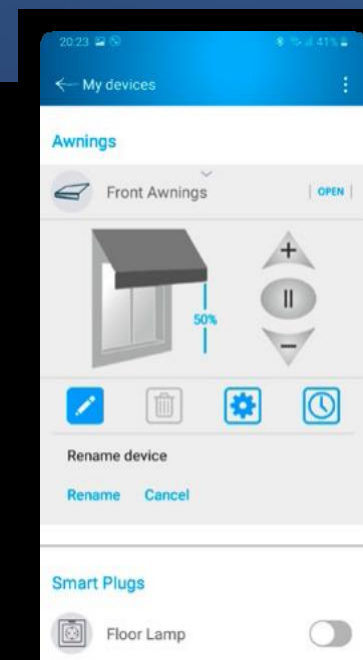 20:23 41%
My devices
Awnings
Front Awnings | OPEN |
50%
Rename device
Rename Cancel
Smart Plugs
Floor Lamp